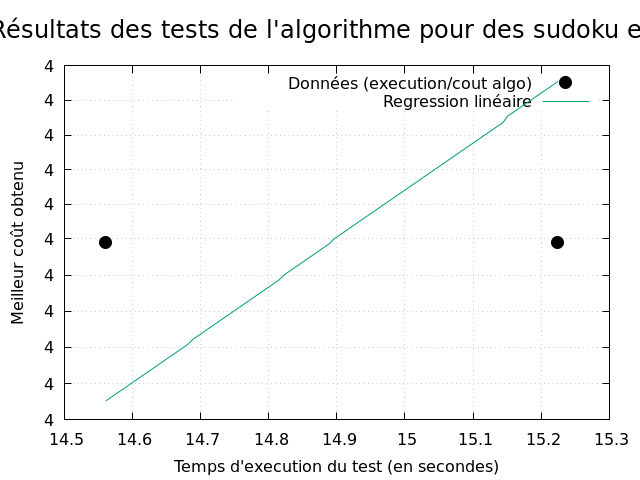 Résultats des tests de l'algorithme pour des sudoku e
Données (execution/cout algo)
Regression linéaire
Meilleur coût obtenu
4
4
4
4
4
4
4
4
4
4
4
14.5 14.6 14.7 14.8 14.9 15 15.1 15.2 15.3
Temps d'execution du test (en secondes)